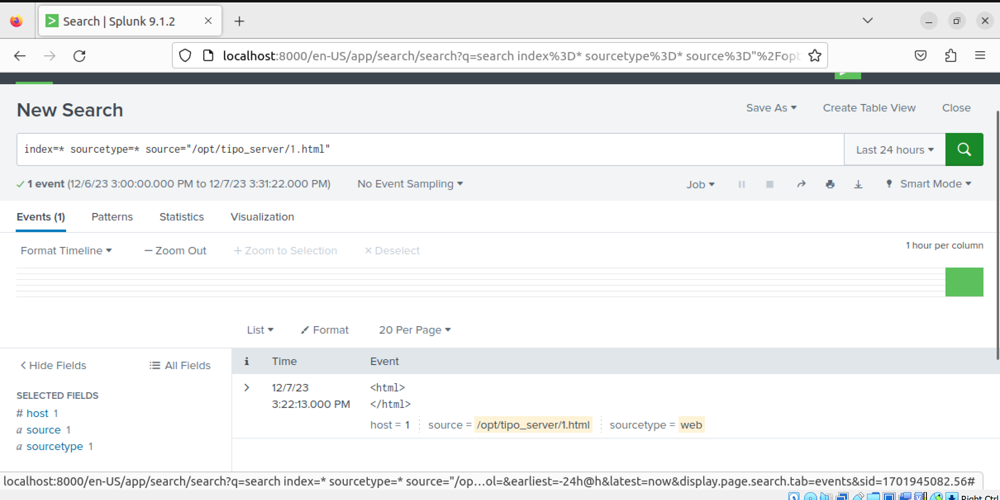 Search | Splunk 9.1.2
localhost:8000/en-US/app/search/search?q=search index%3D* sourcetype%3D* source%3D"%2Fopt
New Search
Save As
Create Table View
Close
index=* sourcetype=* source="/opt/tipo_server/1.html"
Last 24 hours
1 event (12/6/23 3:00:00.000 PM to 12/7/23 3:31:22.000 PM)
No Event Sampling
Job
Smart Mode
Events (1)
Patterns
Statistics
Visualization
Format Timeline
— Zoom Out
+ Zoom to Selection
× Deselect
1 hour per column
List
Format
20 Per Page
< Hide Fields
All Fields
i
Time
Event
SELECTED FIELDS
# host 1
a source 1
a sourcetype 1
12/7/23
3:22:13.000 PM
<html>
</html>
host = 1
source = /opt/tipo_server/1.html
sourcetype = web
localhost:8000/en-US/app/search/search?q=search index=* sourcetype=* source="/op…ol=&earliest=-24h@h&latest=now&display.page.search.tab=events&sid=1701945082.56#
Right Ctrl